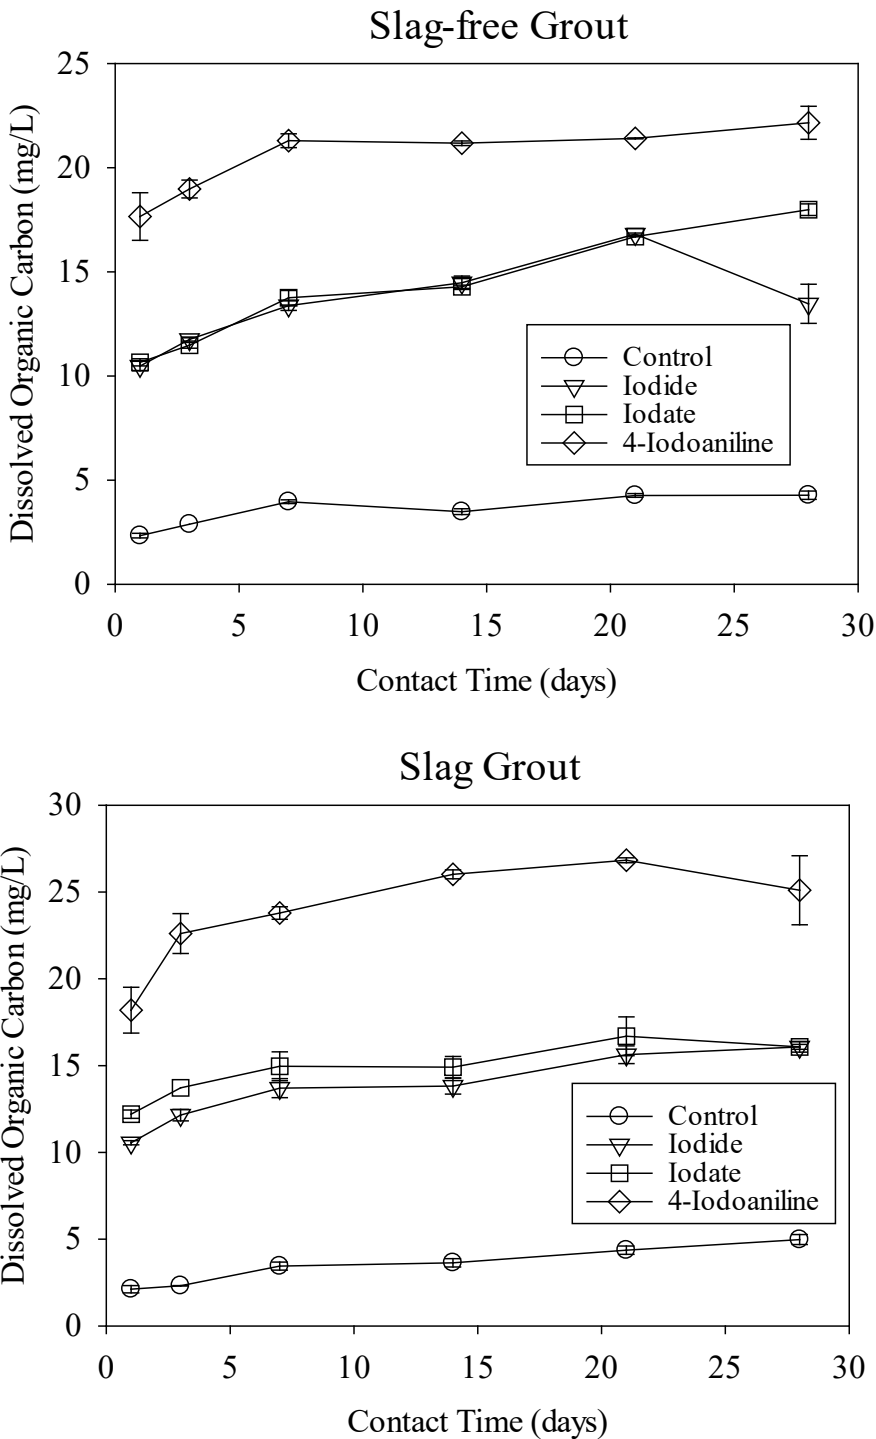 Slag-free Grout
25
20
15
10
5
0
Dissolved Organic Carbon (mg/L)
Control
Iodide
Iodate
4-Iodoaniline
0 5 10 15 20 25 30
Contact Time (days)
Slag Grout
30
25
20
15
10
5
0
Dissolved Organic Carbon (mg/L)
Control
Iodide
Iodate
4-Iodoaniline
0 5 10 15 20 25 30
Contact Time (days)